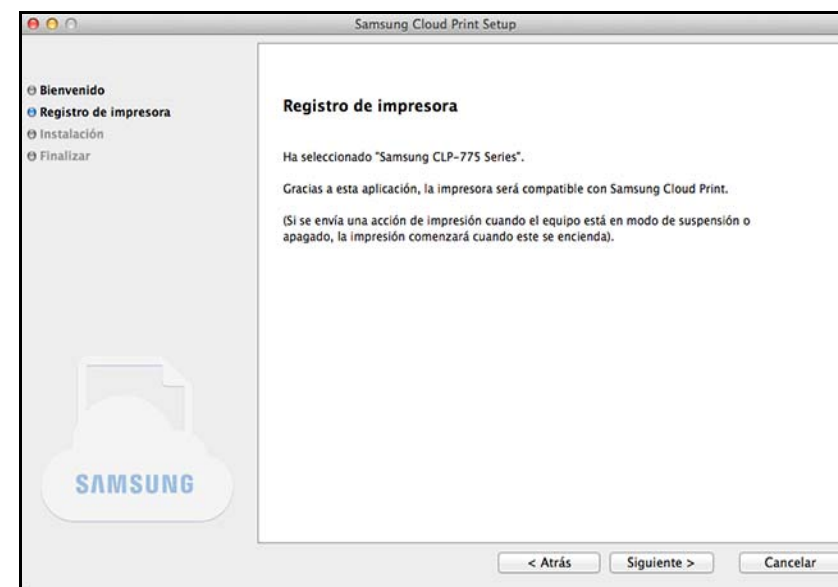 Samsung Cloud Print Setup
Bienvenido
Registro de impresora
Instalación
Finalizar
SAMSUNG
Registro de impresora
Ha seleccionado "Samsung CLP-775 Series".
Gracias a esta aplicación, la impresora será compatible con Samsung Cloud Print.
(Si se envía una acción de impresión cuando el equipo está en modo de suspensión o
apagado, la impresión comenzará cuando este se encienda).
< Atrás
Siguiente >
Cancelar